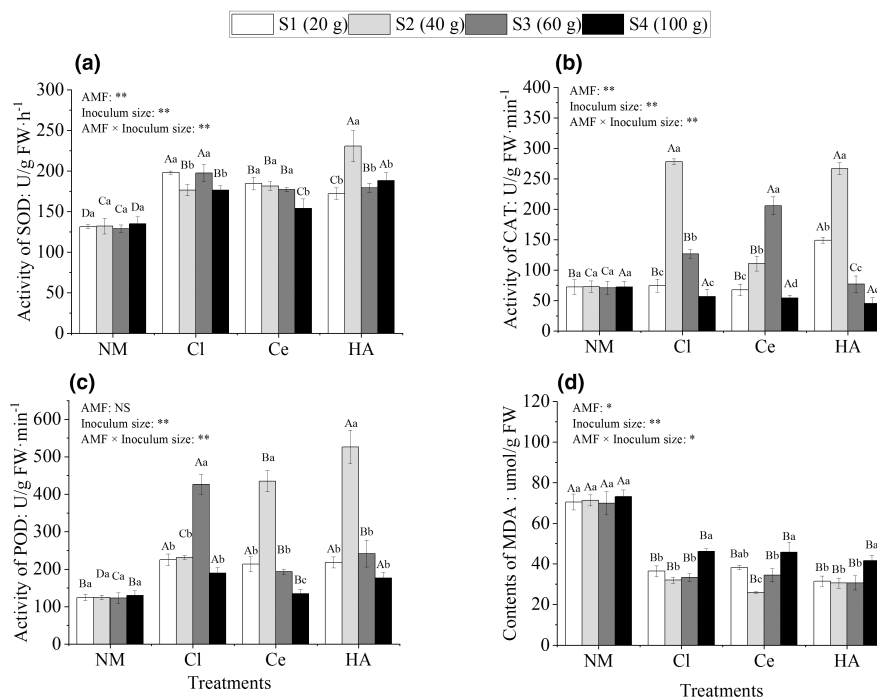 S1 (20 g) S2 (40 g) S3 (60 g) S4 (100 g)
(a)
AMF: **
Inoculum size: **
AMF × Inoculum size: **
Activity of SOD: U/g FW·h-1
300
250
200
150
100
50
0
Da Ca Ca Da
Aa Bb Aa Bb
Ba Ba Ba Cb
Cb Aa Bb Ab
NM Cl Ce HA
(b)
AMF: **
Inoculum size: **
AMF × Inoculum size: **
Activity of CAT: U/g FW·min-1
400
350
300
250
200
150
100
50
0
Ba Ca Ca Aa
Bc Aa Bb Ac
Bc Bb Aa Ad
Ab Aa Cc Ac
NM Cl Ce HA
(c)
AMF: NS
Inoculum size: **
AMF × Inoculum size: **
Activity of POD: U/g FW·min-1
600
500
400
300
200
100
0
Ba Da Ca Ba
Ab Cb Aa Ab
Ab Ba Bb Bc
Ab Aa Bb Ab
NM Cl Ce HA
Treatments
(d)
AMF: *
Inoculum size: **
AMF × Inoculum size: *
Contents of MDA : umol/g FW
120
100
80
60
40
20
0
Aa Aa Aa Aa
Bb Bb Bb Ba
Bab Bc Bb Ba
Bb Bb Bb Ba
NM Cl Ce HA
Treatments